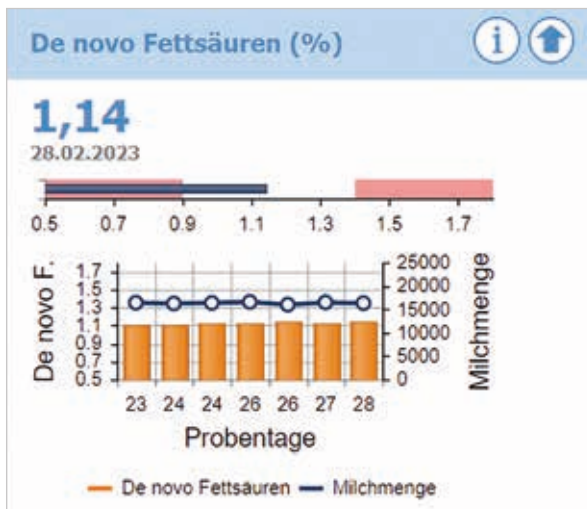 De novo Fettsäuren (%)
i
1,14
28.02.2023
0.5 0.7 0.9 1.1 1.3 1.5 1.7
De novo F.
1.7
1.5
1.3
1.1
0.9
0.7
0.5
25000
20000
15000
10000
5000
0
Milchmenge
23 24 24 26 26 27 28
Probentage
De novo Fettsäuren Milchmenge